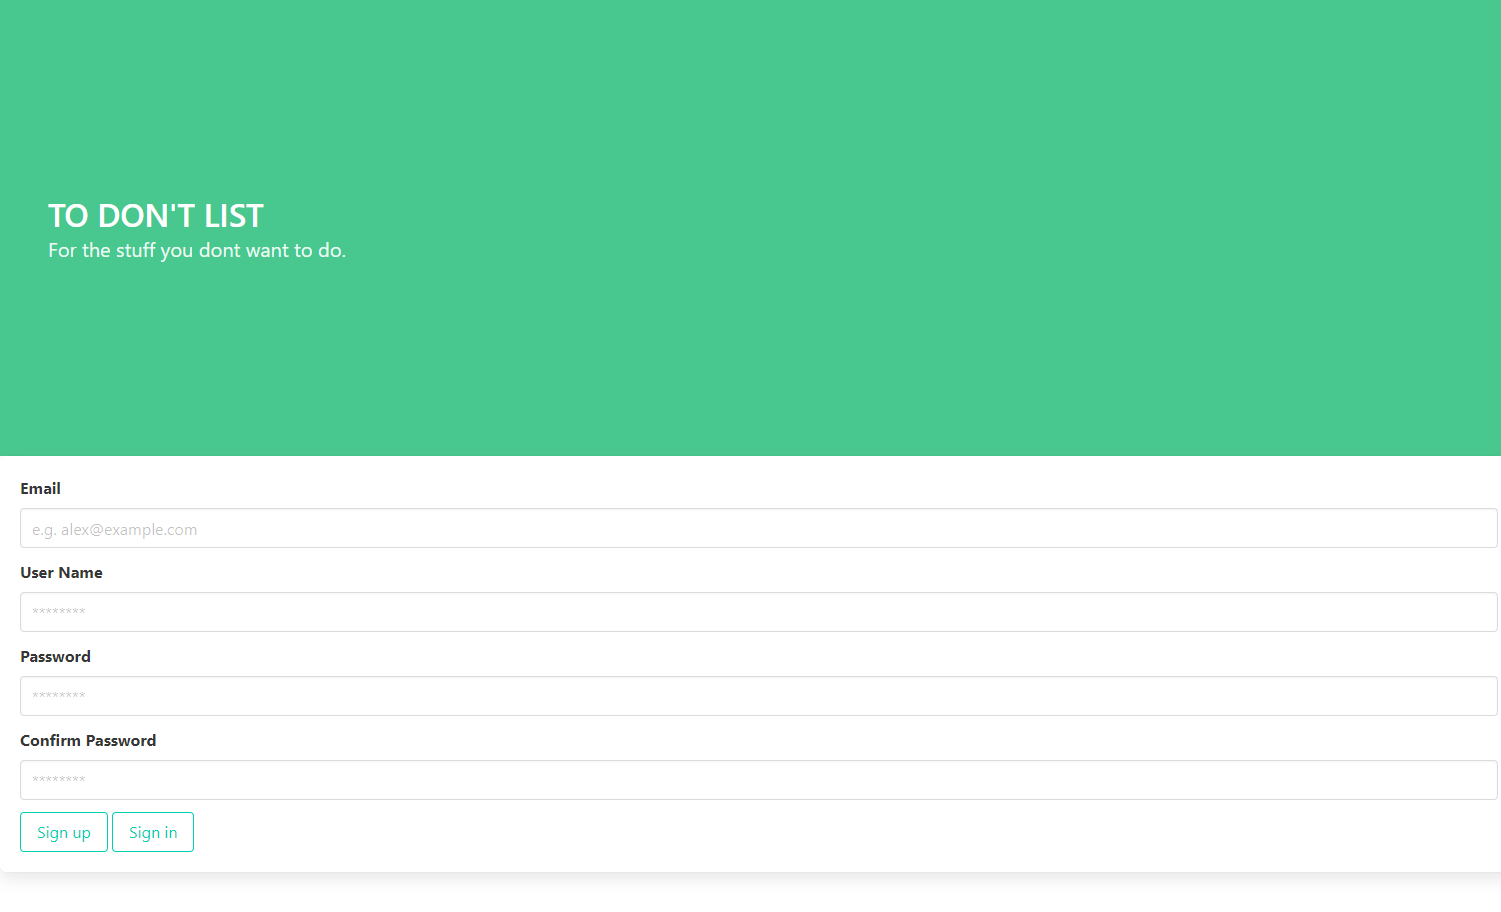 TO DON'T LIST
For the stuff you dont want to do.
Email
e.g. alex@example.com
User Name
********
Password
********
Confirm Password
********
Sign up Sign in